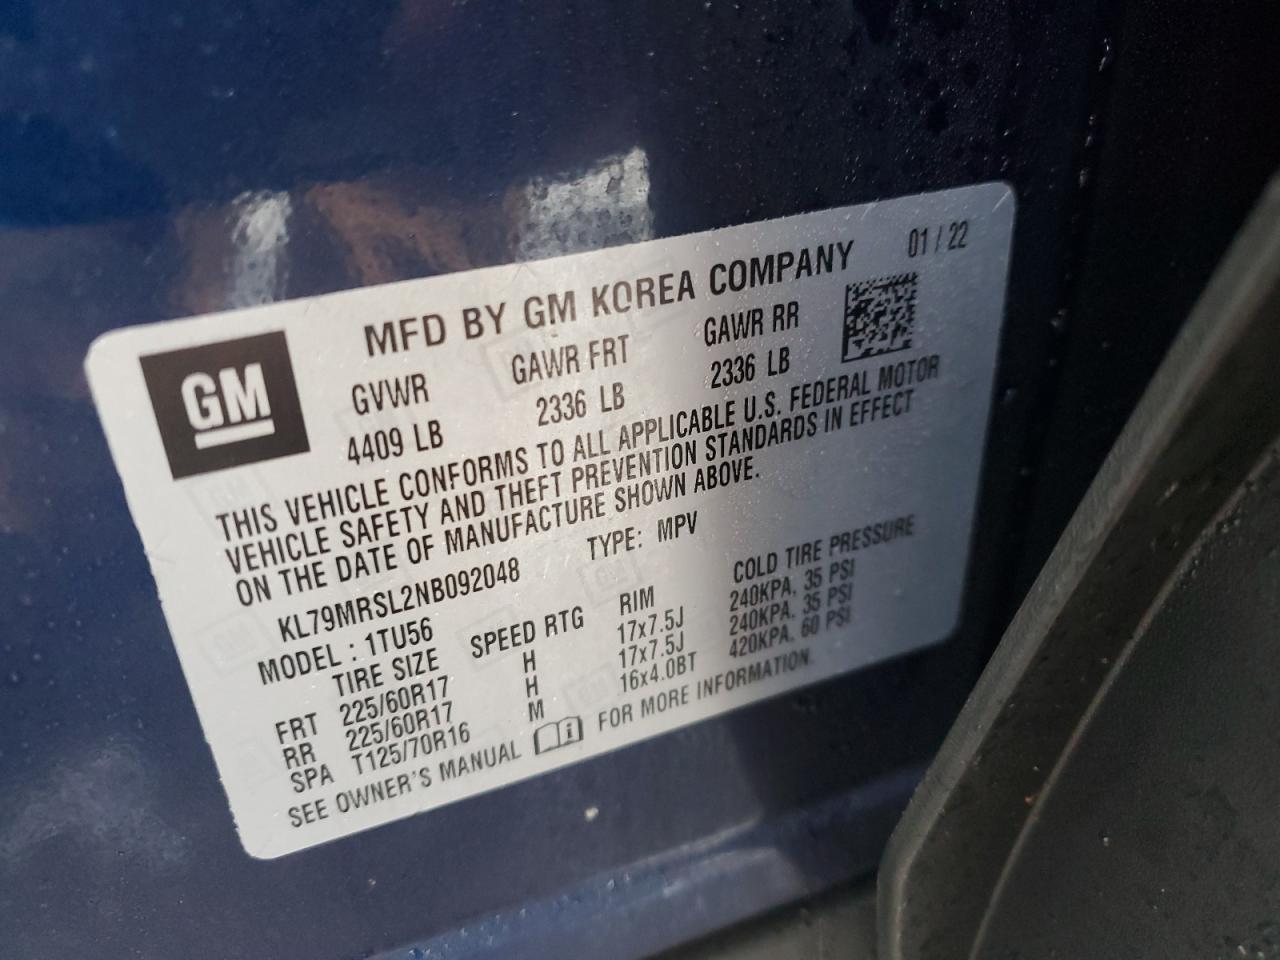 MFD BY GM KOREA COMPANY 01 / 22
GM
GVWR GAWR FRT GAWR RR
4409 LB 2336 LB 2336 LB
THIS VEHICLE CONFORMS TO ALL APPLICABLE U.S. FEDERAL MOTOR
VEHICLE SAFETY AND THEFT PREVENTION STANDARDS IN EFFECT
ON THE DATE OF MANUFACTURE SHOWN ABOVE.
KL79MRSL2NB092048 TYPE: MPV
MODEL : 1TU56
TIRE SIZE SPEED RTG RIM COLD TIRE PRESSURE
FRT 225/60R17 H 17x7.5J 240KPA, 35 PSI
RR 225/60R17 H 17x7.5J 240KPA, 35 PSI
SPA T125/70R16 M 16x4.0BT 420KPA, 60 PSI
SEE OWNER'S MANUAL i FOR MORE INFORMATION.